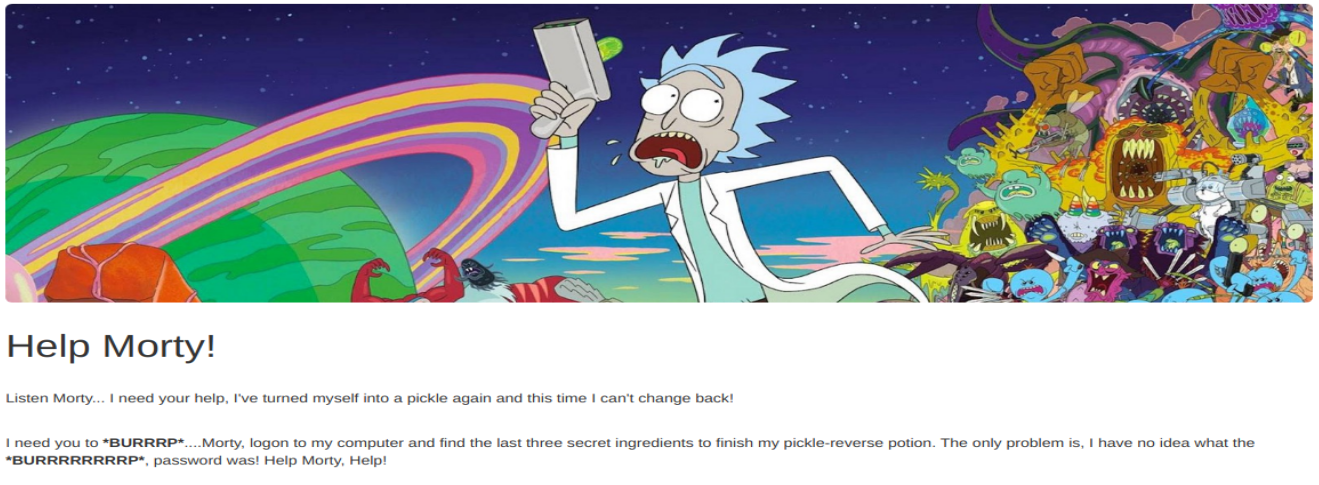 Help Morty!
Listen Morty... I need your help, I've turned myself into a pickle again and this time I can't change back!
I need you to *BURRRP*....Morty, logon to my computer and find the last three secret ingredients to finish my pickle-reverse potion. The only problem is, I have no idea what the
*BURRRRRRRRP*, password was! Help Morty, Help!